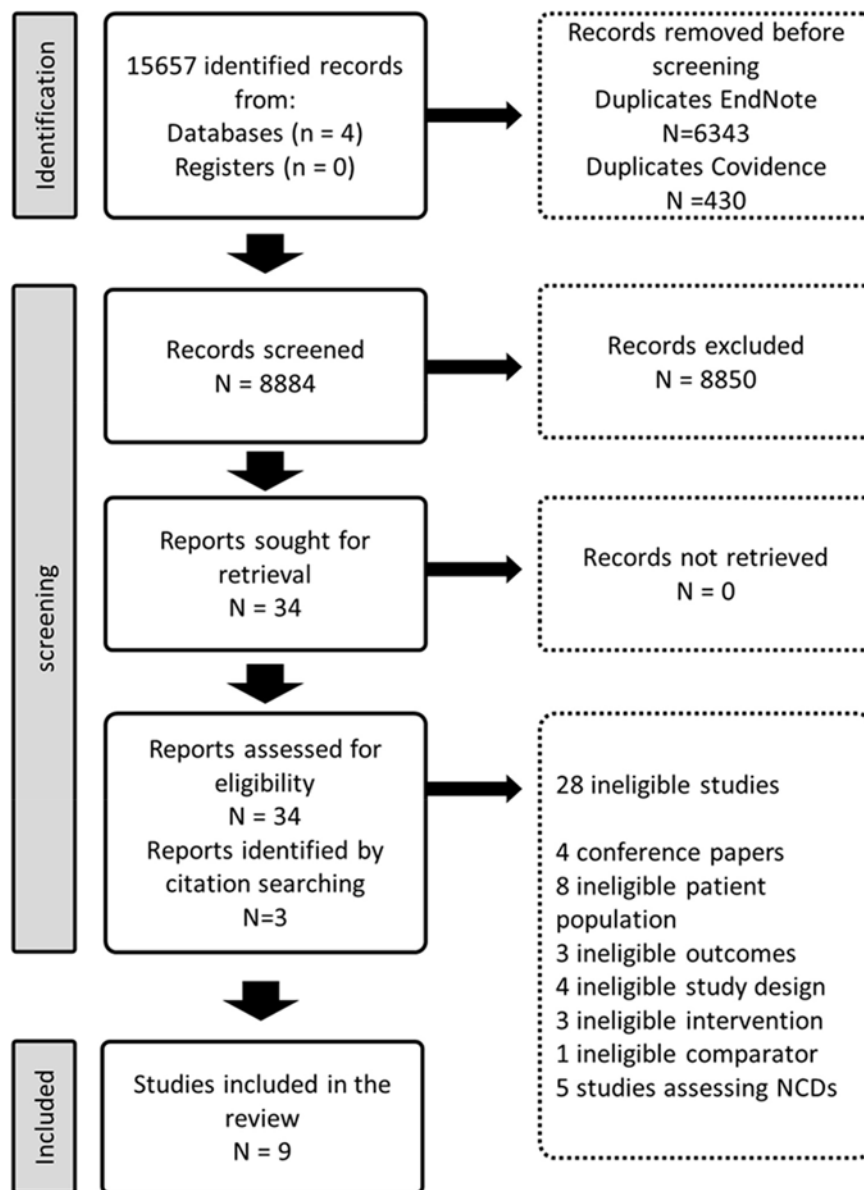 Identification
15657 identified records
from:
Databases (n = 4)
Registers (n = 0)
Records removed before
screening
Duplicates EndNote
N=6343
Duplicates Covidence
N =430
screening
Records screened
N = 8884
Records excluded
N = 8850
Reports sought for
retrieval
N = 34
Records not retrieved
N = 0
Reports assessed for
eligibility
N = 34
Reports identified by
citation searching
N=3
28 ineligible studies
4 conference papers
8 ineligible patient
population
3 ineligible outcomes
4 ineligible study design
3 ineligible intervention
1 ineligible comparator
5 studies assessing NCDs
Included
Studies included in the
review
N = 9